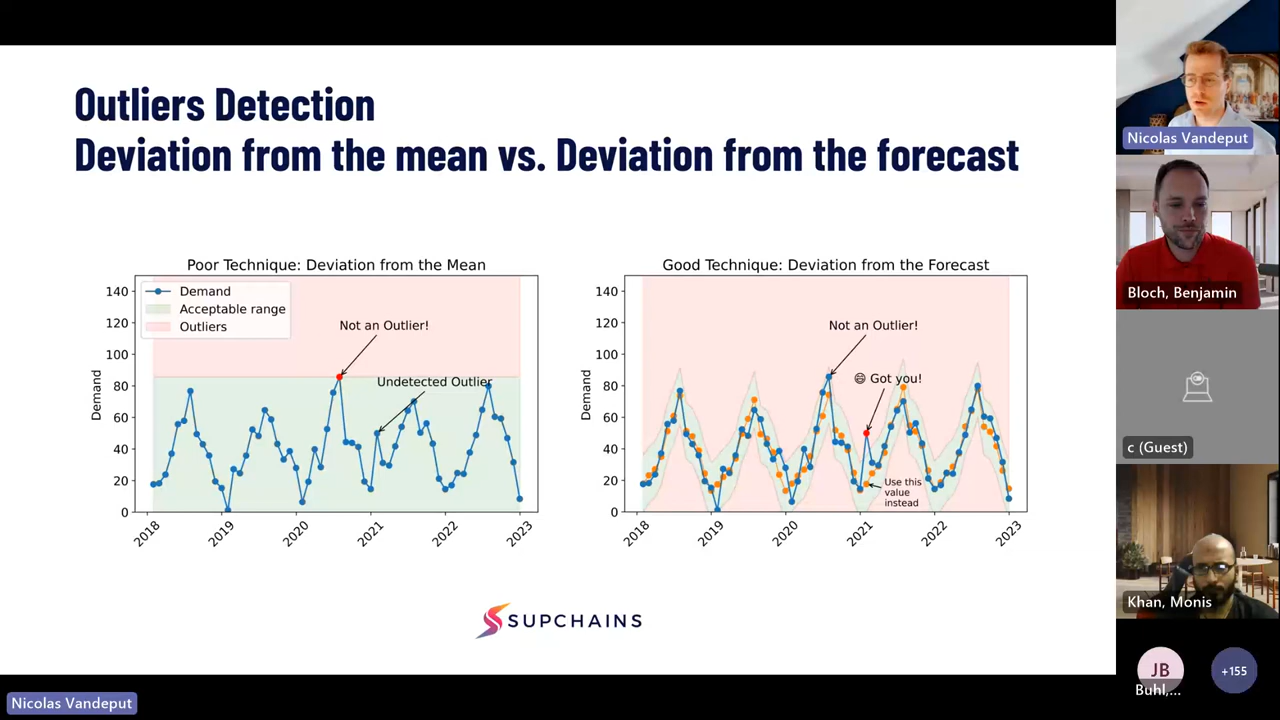 Outliers Detection
Deviation from the mean vs. Deviation from the forecast
Poor Technique: Deviation from the Mean
Demand
Acceptable range
Outliers
Not an Outlier!
Undetected Outlier
Demand
140
120
100
80
60
40
20
0
2018
2019
2020
2021
2022
2023
Good Technique: Deviation from the Forecast
Not an Outlier!
😄 Got you!
Use this
value
instead
Demand
140
120
100
80
60
40
20
0
2018
2019
2020
2021
2022
2023
SUPCHAINS
Nicolas Vandeput
Bloch, Benjamin
c (Guest)
Khan, Monis
JB
Buhl,...
+155
Nicolas Vandeput